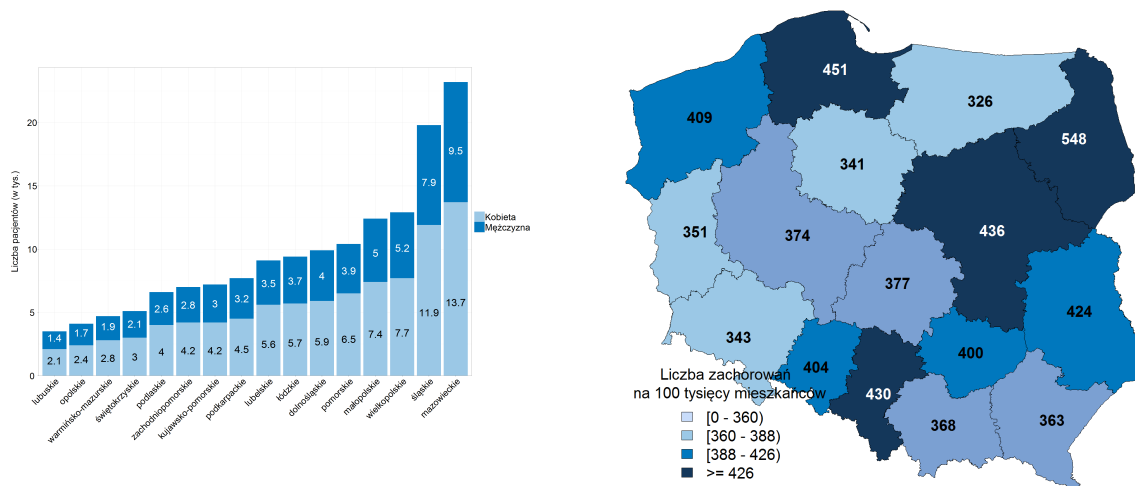 Liczba pacjentów (w tys.)
20
15
10
5
0
1.4 1.7 1.9 2.1 2.6 2.8 3 3.2 3.5 3.7 4 3.9 5 5.2 7.9 9.5
2.1 2.4 2.8 3 4 4.2 4.2 4.5 5.6 5.7 5.9 6.5 7.4 7.7 11.9 13.7
lubuskie
opolskie
warmińsko-mazurskie
świętokrzyskie
podlaskie
zachodniopomorskie
kujawsko-pomorskie
podkarpackie
lubelskie
łódzkie
dolnośląskie
pomorskie
małopolskie
wielkopolskie
śląskie
mazowieckie
Kobieta
Mężczyzna
451
326
409
548
341
351
374
436
377
424
343
400
404
430
368
363
Liczba zachorowań
na 100 tysięcy mieszkańców
[0 - 360)
[360 - 388)
[388 - 426)
>= 426